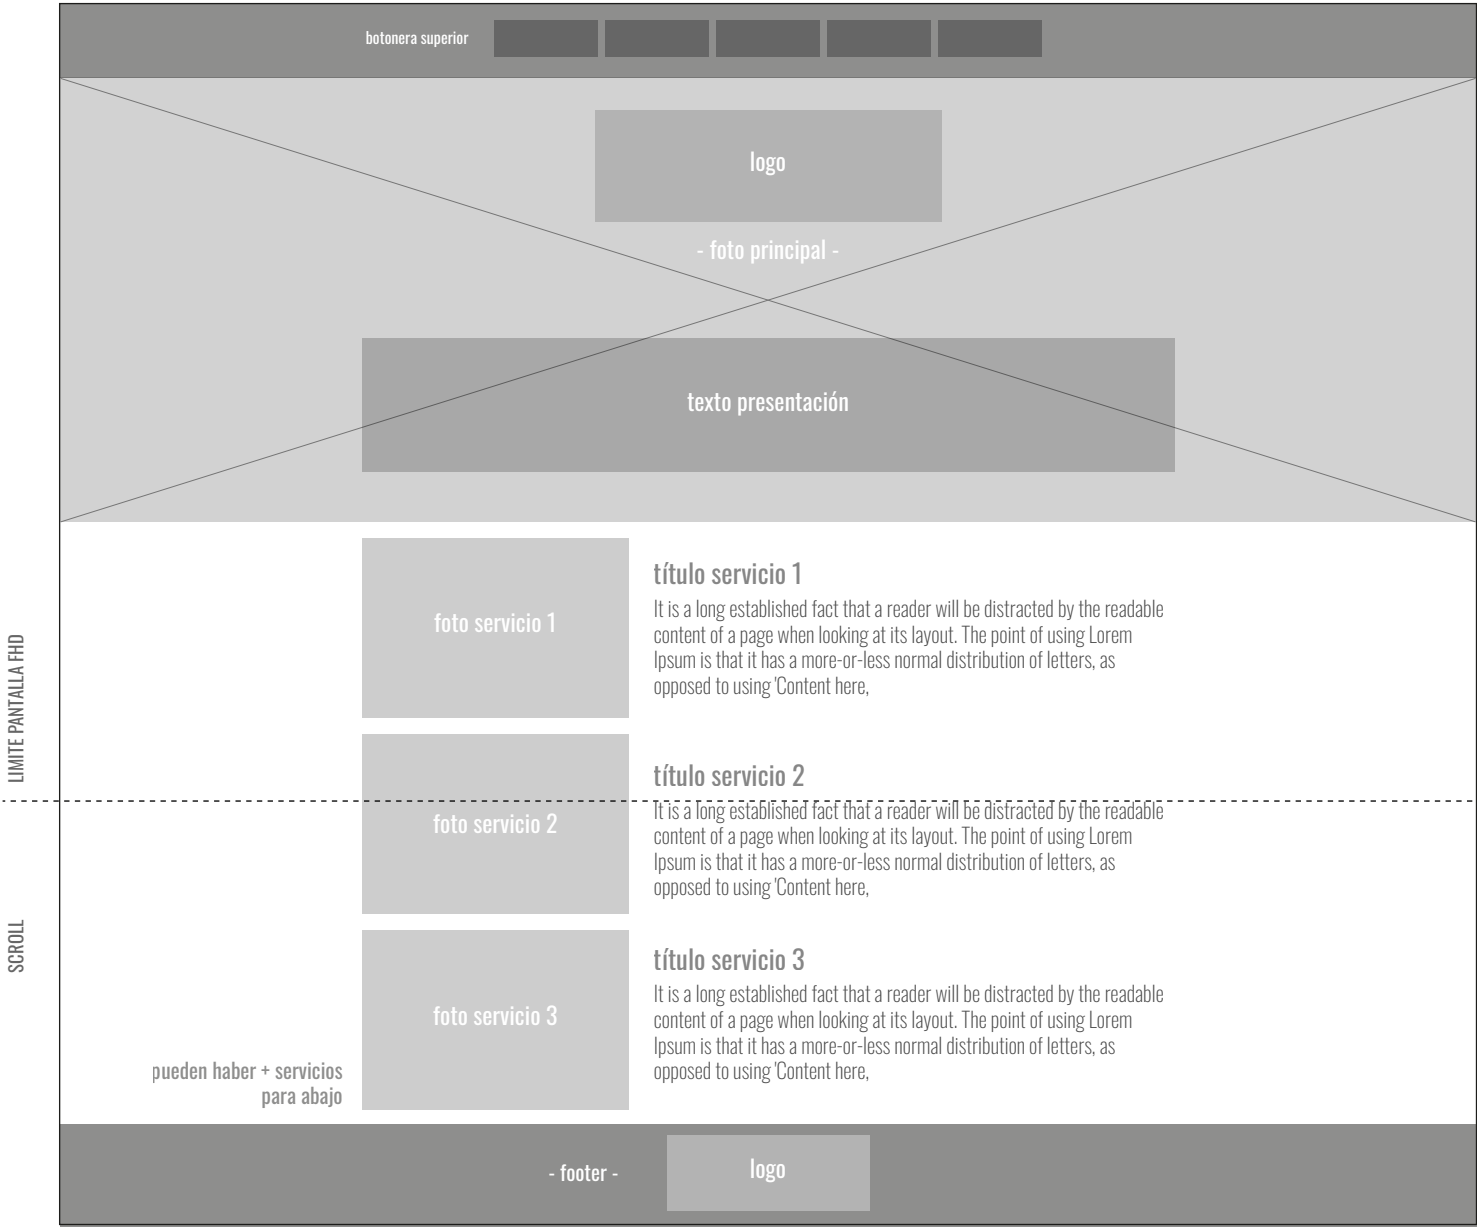 botonera superior
logo
- foto principal -
texto presentación
foto servicio 1
título servicio 1
It is a long established fact that a reader will be distracted by the readable
content of a page when looking at its layout. The point of using Lorem
Ipsum is that it has a more-or-less normal distribution of letters, as
opposed to using 'Content here,
LIMITE PANTALLA FHD
foto servicio 2
título servicio 2
It is a long established fact that a reader will be distracted by the readable
content of a page when looking at its layout. The point of using Lorem
Ipsum is that it has a more-or-less normal distribution of letters, as
opposed to using 'Content here,
SCROLL
foto servicio 3
título servicio 3
It is a long established fact that a reader will be distracted by the readable
content of a page when looking at its layout. The point of using Lorem
Ipsum is that it has a more-or-less normal distribution of letters, as
opposed to using 'Content here,
pueden haber + servicios
para abajo
- footer -
logo